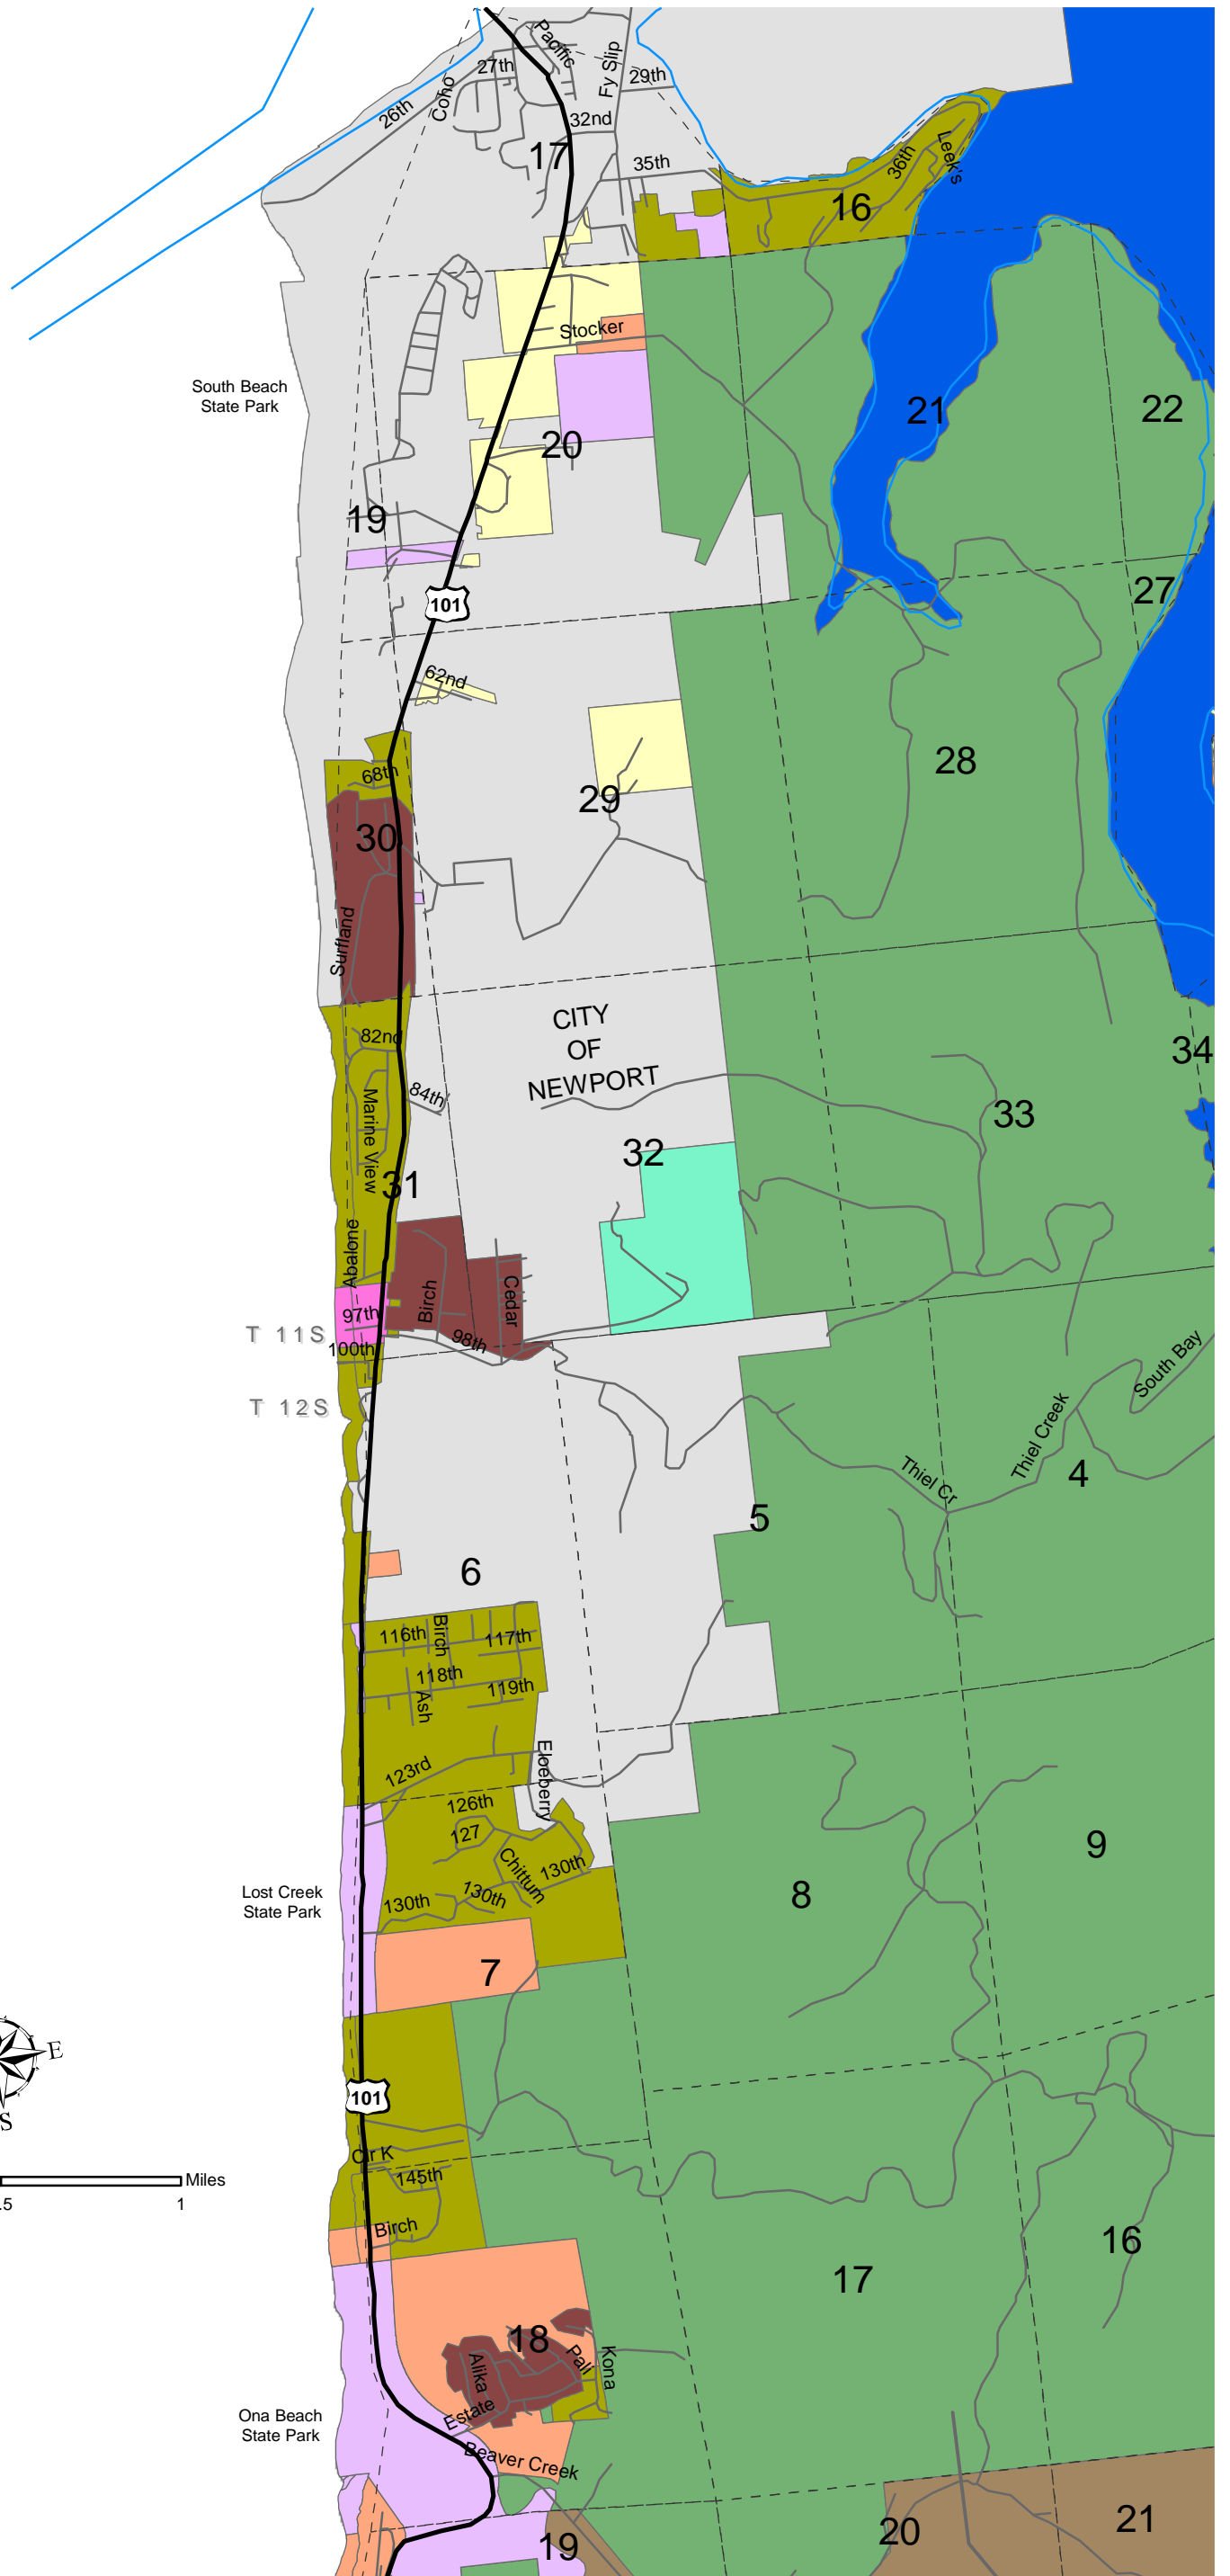 Pacific
Fy Slip
27th
29th
Coho
26th
32nd
17
35th
36th
Leek's
16
Stocker
South Beach
State Park
21
22
20
19
27
101
62nd
28
68th
29
30
Surfland
CITY
OF
NEWPORT
82nd
34
84th
Marine View
33
32
31
Abalone
Birch
Cedar
97th
T 11S
98th
100th
South Bay
T 12S
Thiel Creek
Thiel Cr
4
5
6
116th
Birch
117th
118th
119th
Ash
123rd
Eloeberry
126th
127
9
Chittum
130th
130th
130th
8
Lost Creek
State Park
7
E
101
S
Cir K
145th
Miles
.5
1
Birch
16
17
18
Alika
Pali
Kona
Estate
Ona Beach
State Park
Beaver Creek
19
20
21